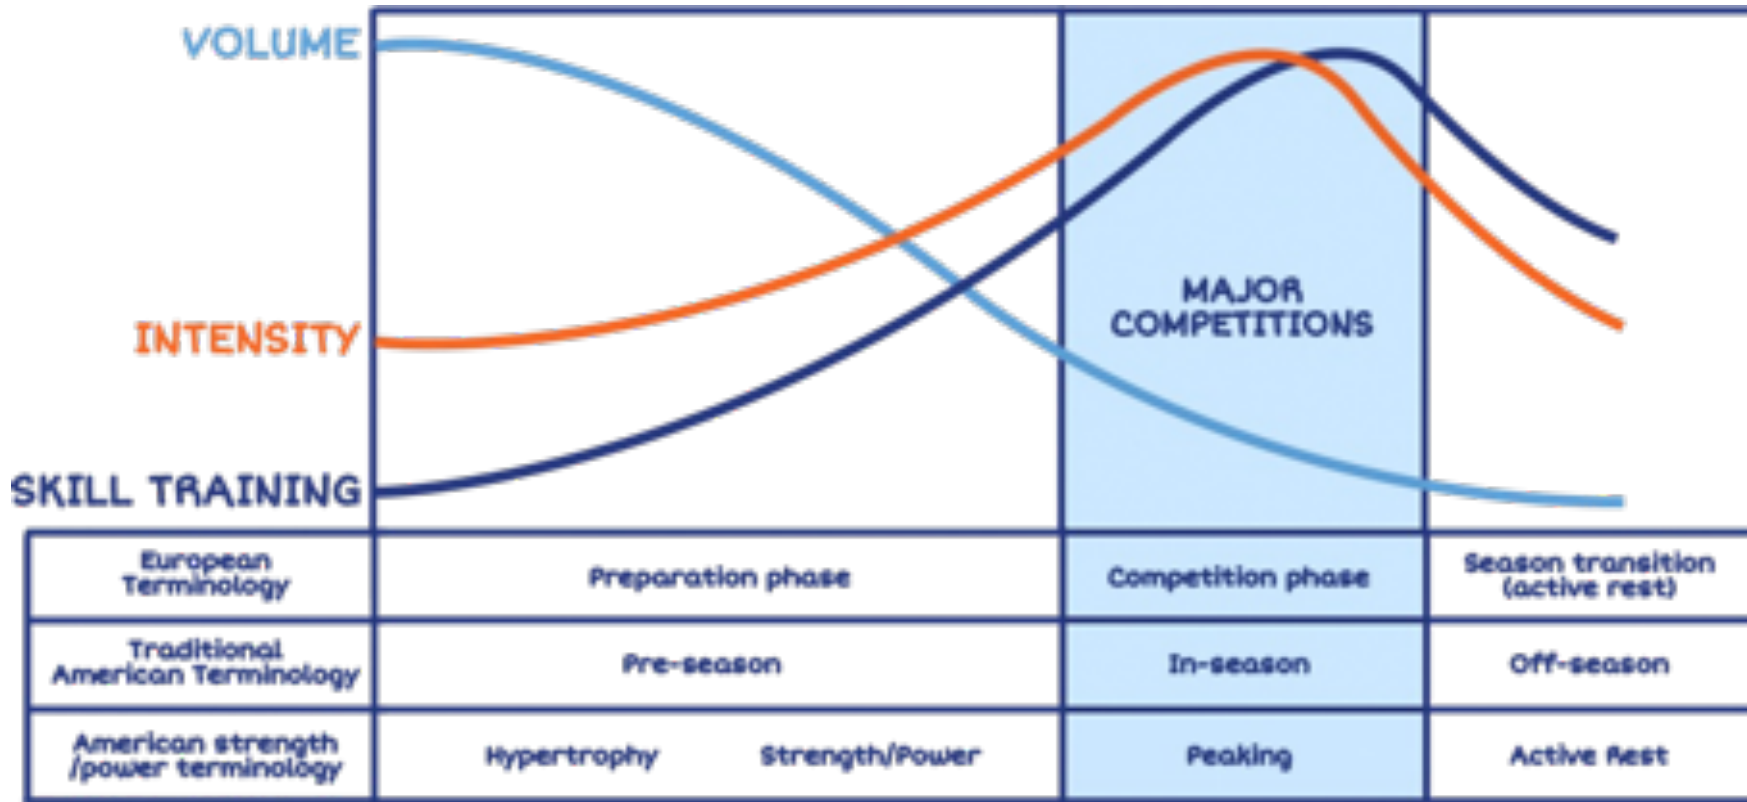 VOLUME
INTENSITY
SKILL TRAINING
MAJOR
COMPETITIONS
European
Terminology
Preparation phase
Competition phase
Season transition
(active rest)
Traditional
American Terminology
Pre-season
In-season
Off-season
American strength
/power terminology
Hypertrophy
Strength/Power
Peaking
Active Rest